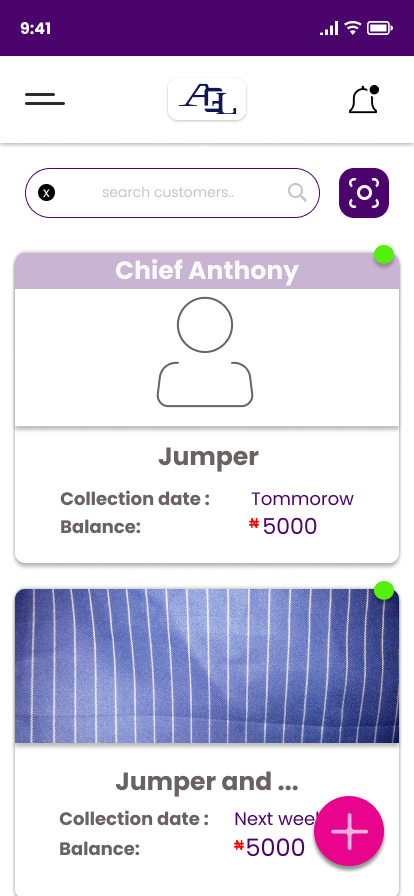 9:41
AGL
x
search customers..
Chief Anthony
Jumper
Collection date : Tommorow
Balance: ₦5000
Jumper and ...
Collection date : Next week
Balance: ₦5000